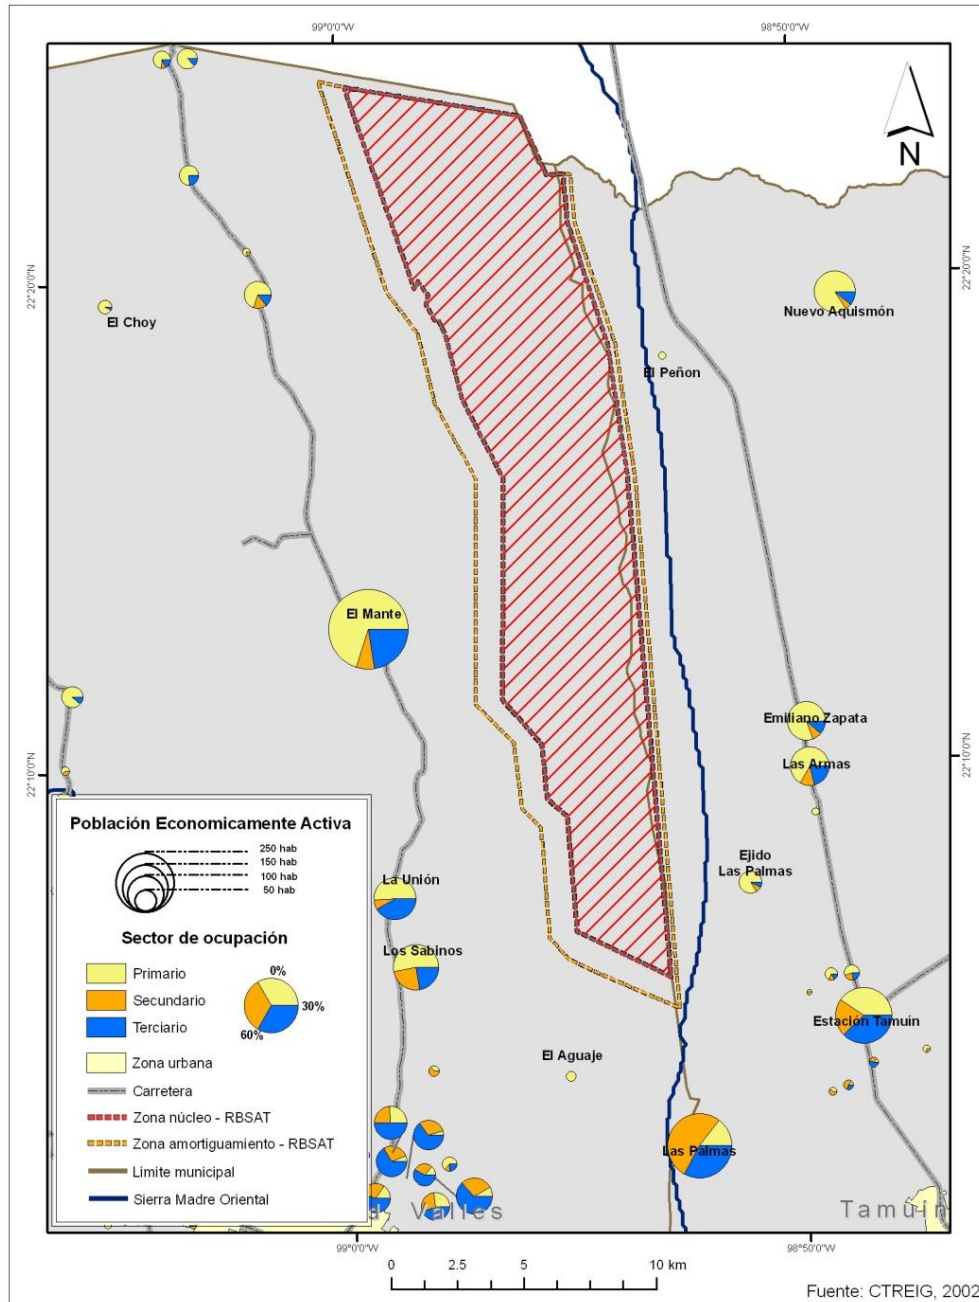 99°0'0"W
98°50'0"W
N
22°20'0"N
22°20'0"N
El Choy
Nuevo Aquismón
El Peñon
El Mante
Emiliano Zapata
22°10'0"N
22°10'0"N
Las Armas
Población Economicamente Activa
250 hab
150 hab
100 hab
50 hab
Ejido
Las Palmas
La Unión
Sector de ocupación
Los Sabinos
Primario
0%
Secundario
30%
Terciario
60%
Estación Tamuín
Zona urbana
El Aguaje
Carretera
Zona núcleo - RBSAT
Zona amortiguamiento - RBSAT
Las Palmas
Limite municipal
Sierra Madre Oriental
d Valles
Tamuín
99°0'0"W
98°50'0"W
0 2.5 5 10 km
Fuente: CTREIG, 2002